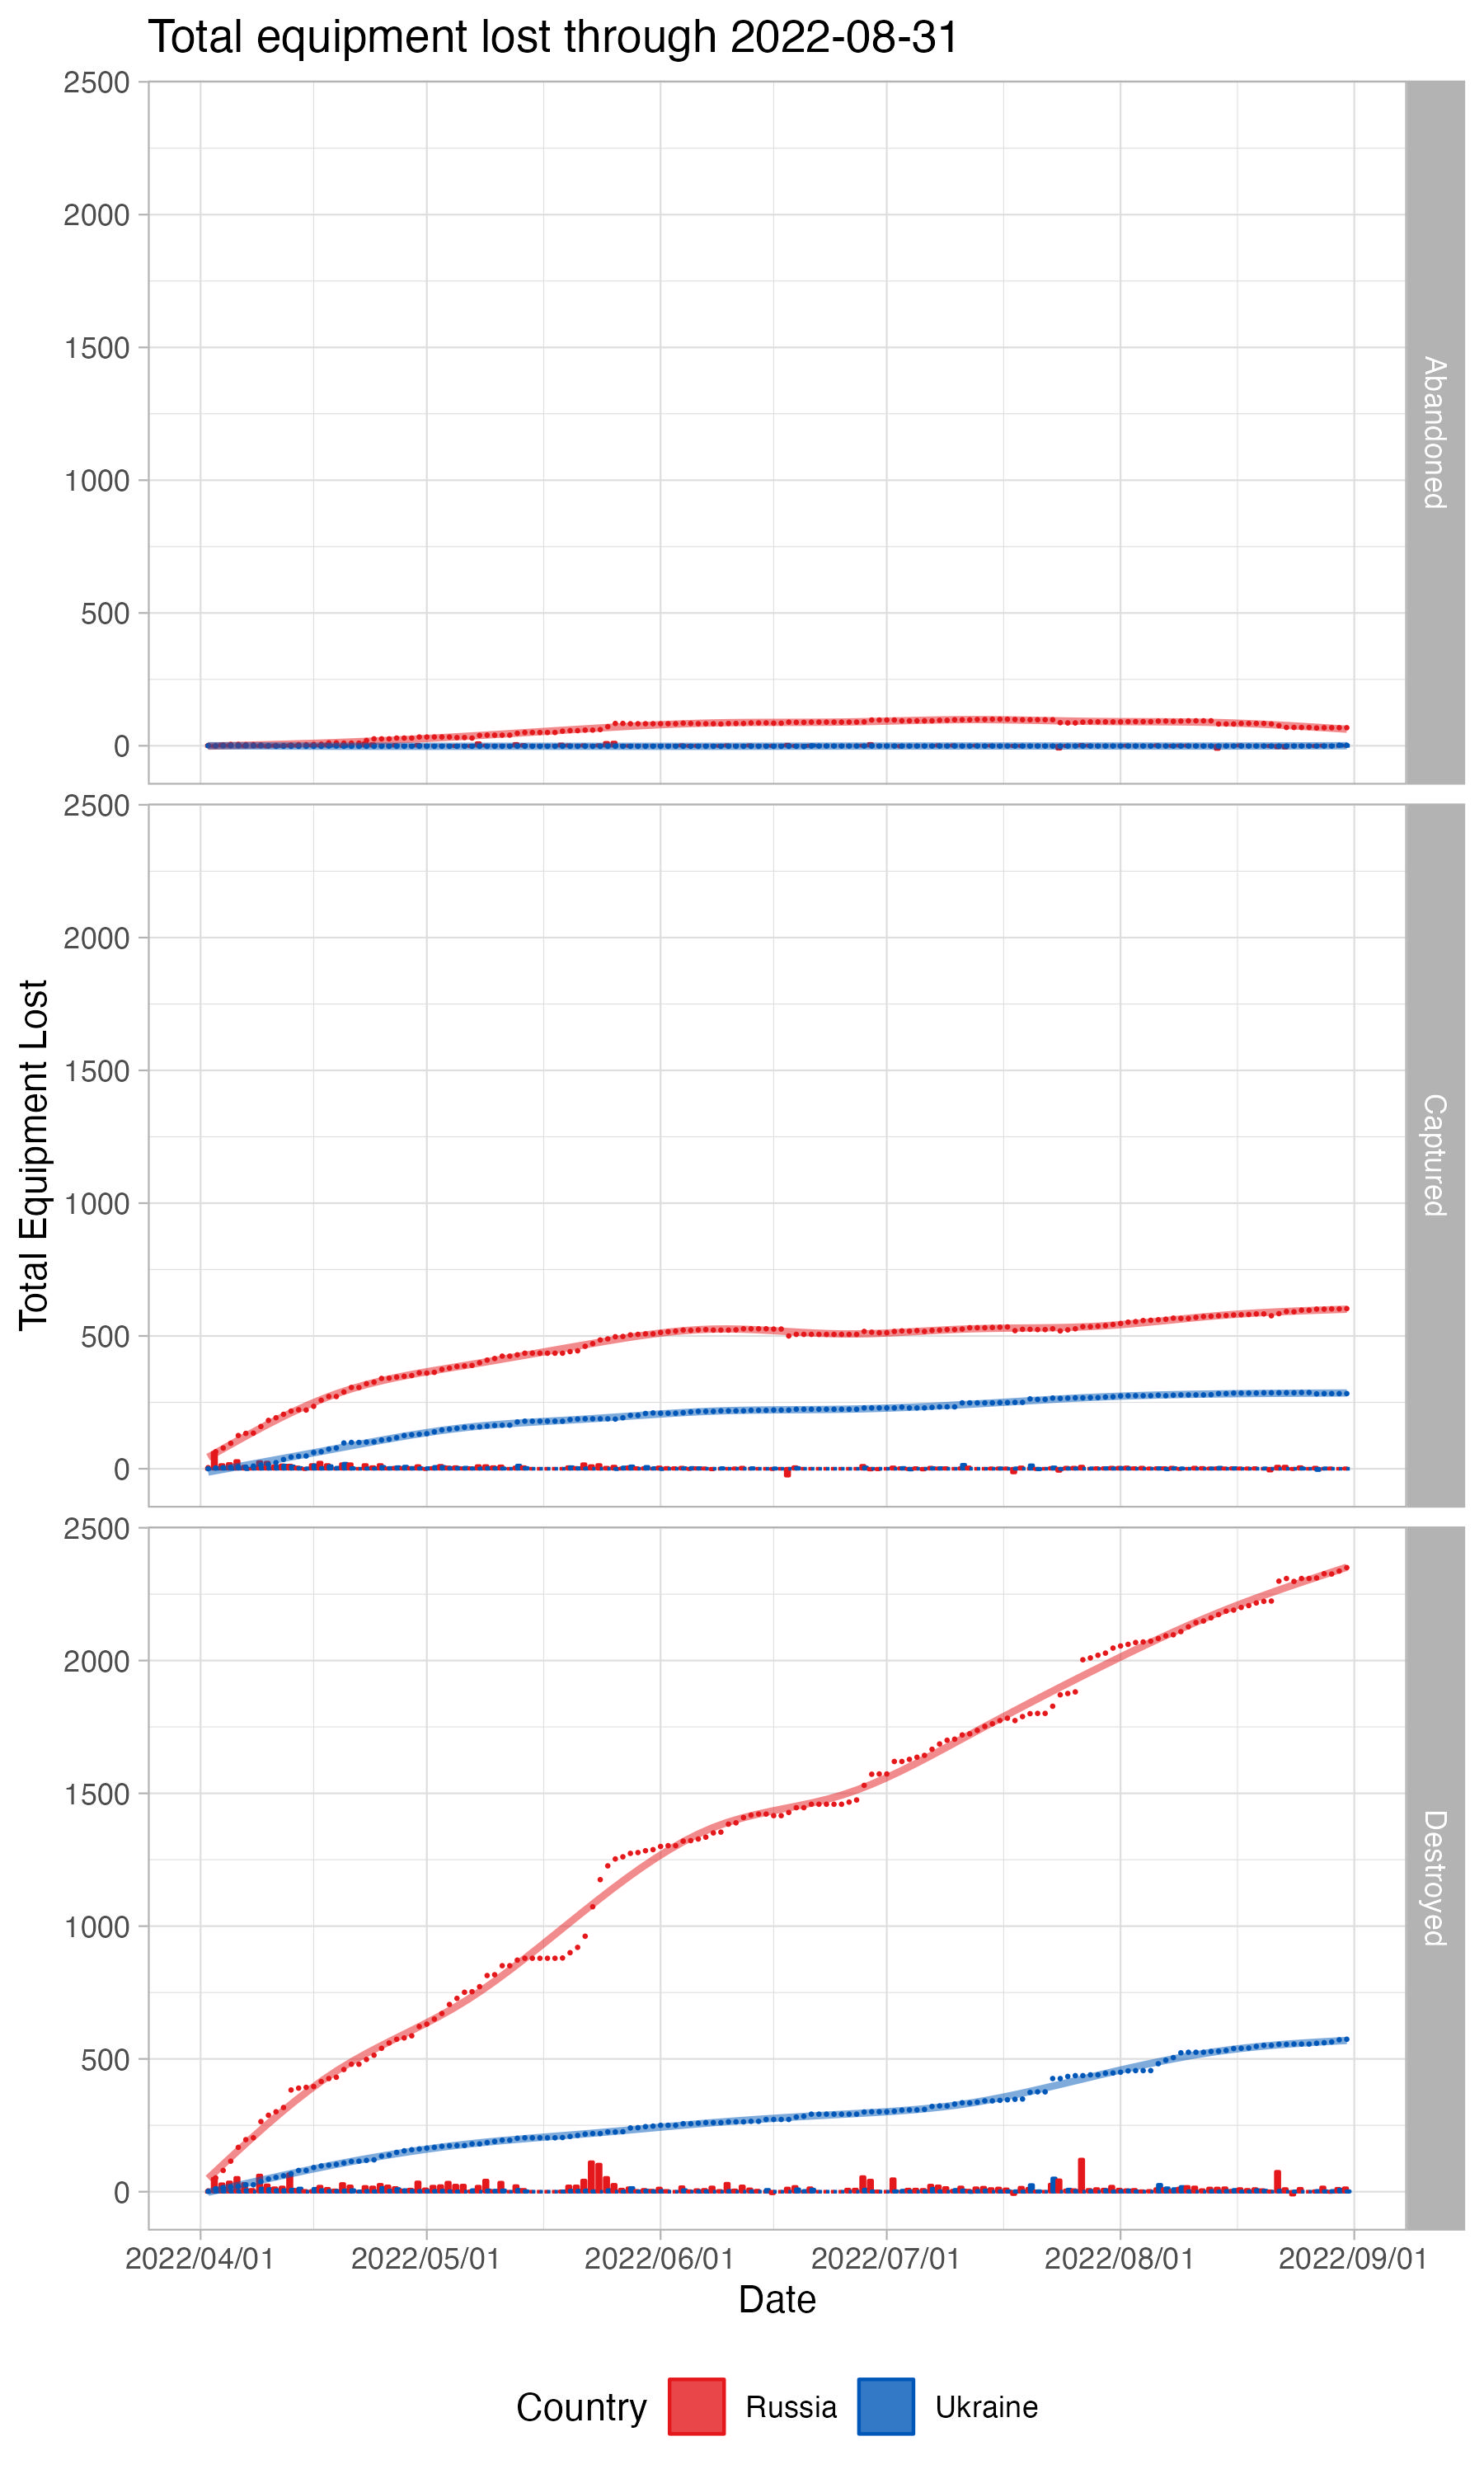 Total equipment lost through 2022-08-31
2500
2000
1500
1000
500
0
Abandoned
2500
2000
1500
1000
500
0
Captured
Total Equipment Lost
2500
2000
1500
1000
500
0
Destroyed
2022/04/01 2022/05/01 2022/06/01 2022/07/01 2022/08/01 2022/09/01
Date
Country Russia Ukraine